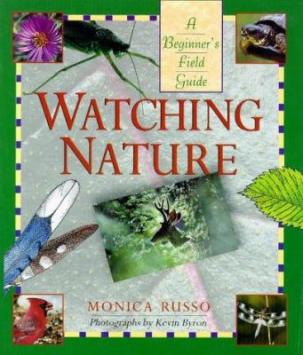 A
Beginner's
Field
Guide
WATCHING
NATURE
MONICA RUSSO
Photographs by Kevin Byron